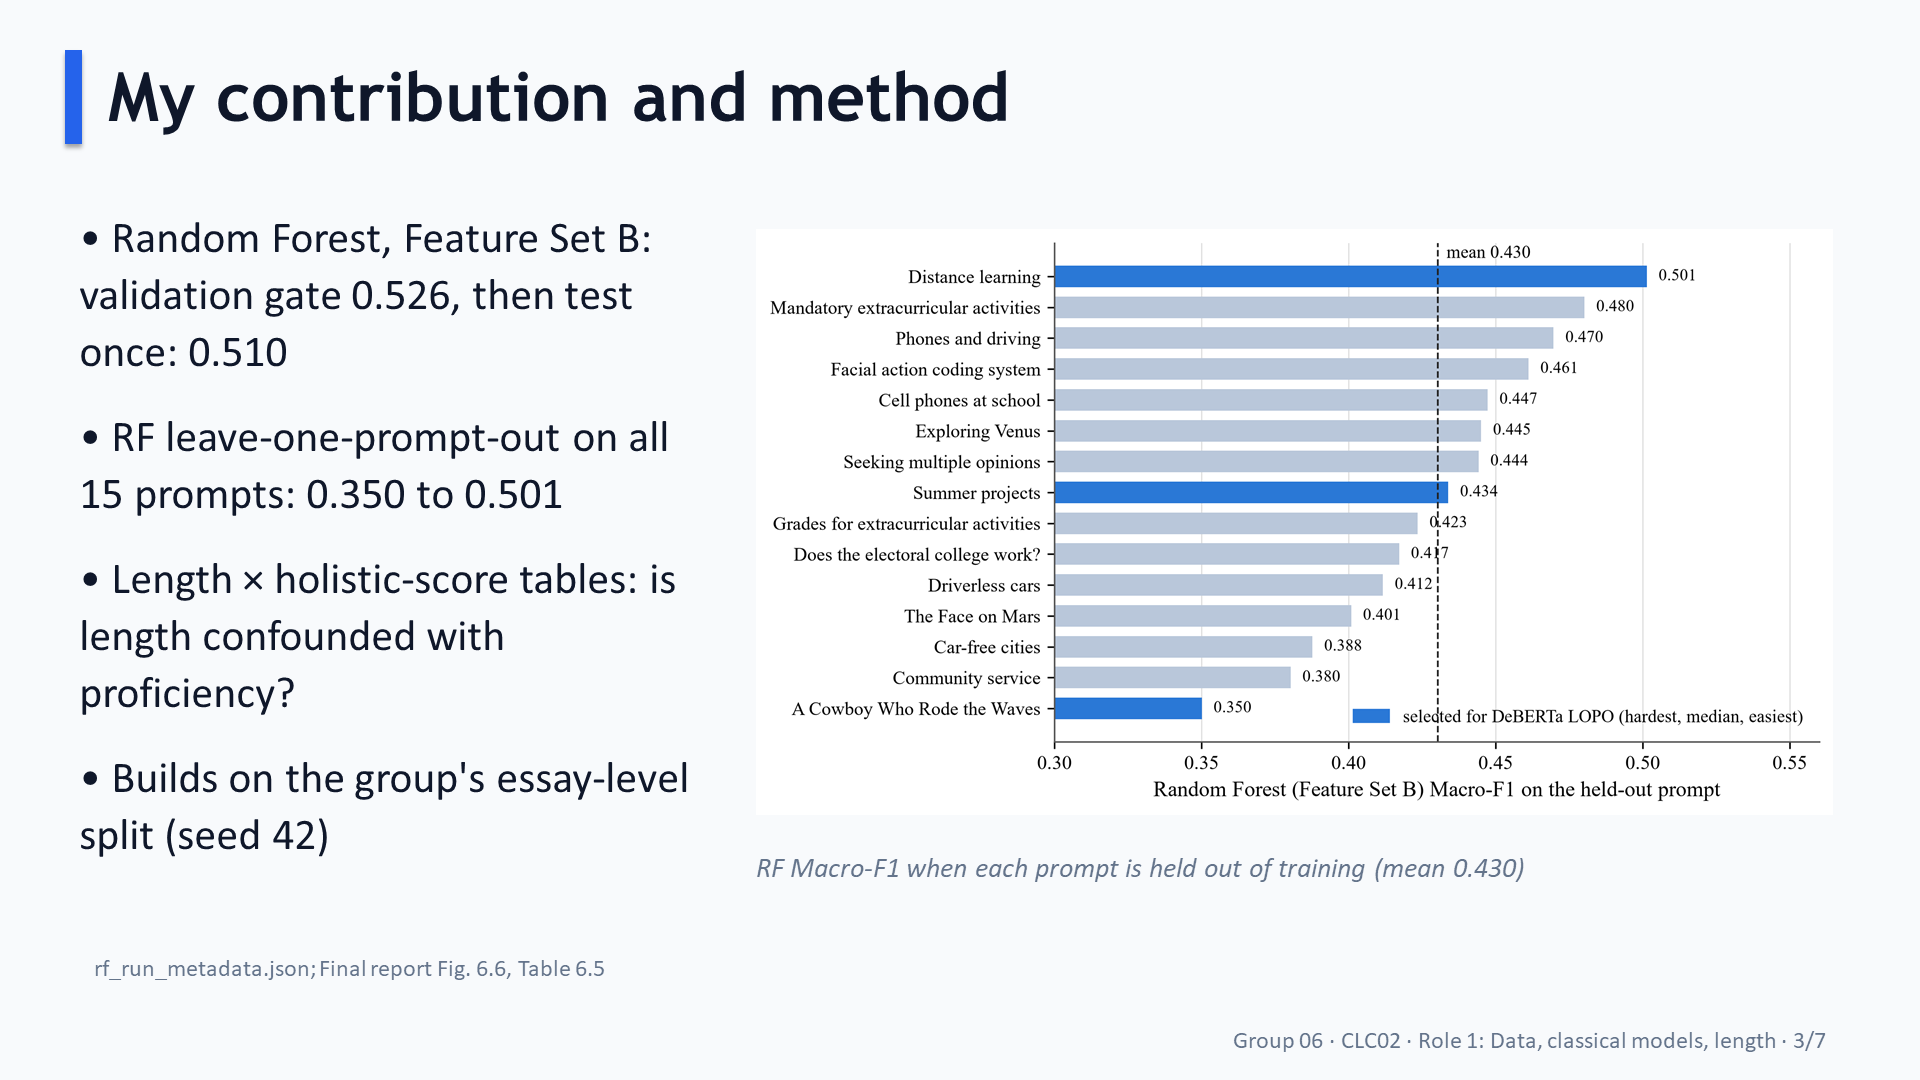 My contribution and method
• Random Forest, Feature Set B:
validation gate 0.526, then test
once: 0.510
• RF leave-one-prompt-out on all
15 prompts: 0.350 to 0.501
• Length × holistic-score tables: is
length confounded with
proficiency?
• Builds on the group's essay-level
split (seed 42)
mean 0.430
Distance learning 0.501
Mandatory extracurricular activities 0.480
Phones and driving 0.470
Facial action coding system 0.461
Cell phones at school 0.447
Exploring Venus 0.445
Seeking multiple opinions 0.444
Summer projects 0.434
Grades for extracurricular activities 0.423
Does the electoral college work? 0.417
Driverless cars 0.412
The Face on Mars 0.401
Car-free cities 0.388
Community service 0.380
A Cowboy Who Rode the Waves 0.350
selected for DeBERTa LOPO (hardest, median, easiest)
0.30 0.35 0.40 0.45 0.50 0.55
Random Forest (Feature Set B) Macro-F1 on the held-out prompt
RF Macro-F1 when each prompt is held out of training (mean 0.430)
rf_run_metadata.json; Final report Fig. 6.6, Table 6.5
Group 06 · CLC02 · Role 1: Data, classical models, length · 3/7